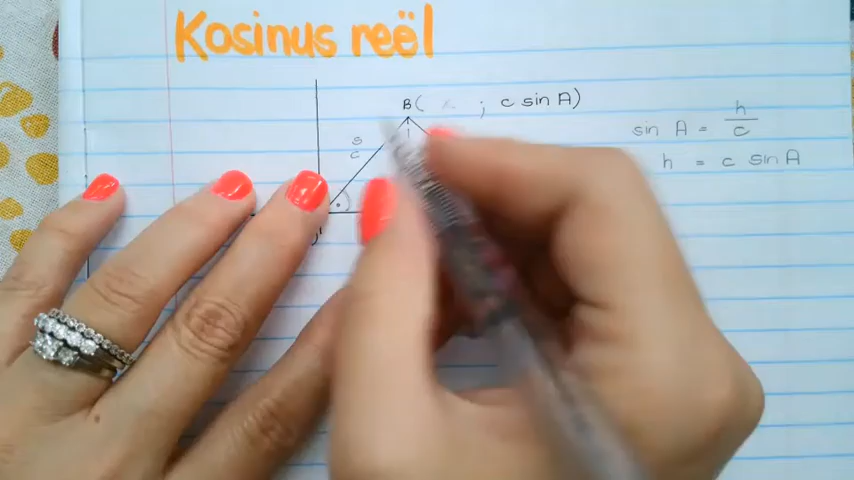 Kosinus reël
B( ; c sin A)
sin A = h/c
h = c sin A
c